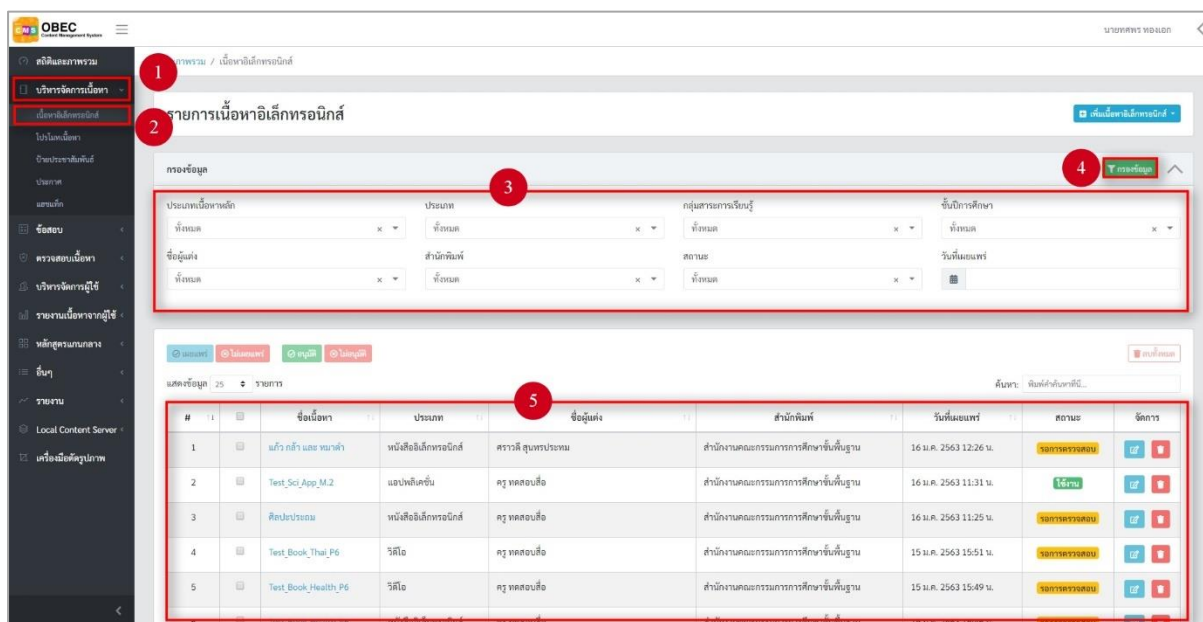 CMS OBEC
Content Management System
นายทศพร ทองเอก
สถิติและภาพรวม
บริหารจัดการเนื้อหา
เนื้อหาอิเล็กทรอนิกส์
โปรโมทเนื้อหา
ป้ายประชาสัมพันธ์
ประกาศ
แฮชแท็ก
ข้อสอบ
ตรวจสอบเนื้อหา
บริหารจัดการผู้ใช้
รายงานเนื้อหาจากผู้ใช้
หลักสูตรแกนกลาง
อื่นๆ
รายงาน
Local Content Server
เครื่องมือตัดรูปภาพ
1
2
ภาพรวม / เนื้อหาอิเล็กทรอนิกส์
รายการเนื้อหาอิเล็กทรอนิกส์ เพิ่มเนื้อหาอิเล็กทรอนิกส์
กรองข้อมูล 4 กรองข้อมูล
3
ประเภทเนื้อหาหลัก ประเภท กลุ่มสาระการเรียนรู้ ชั้นปีการศึกษา
ทั้งหมด × ทั้งหมด × ทั้งหมด × ทั้งหมด ×
ชื่อผู้แต่ง สำนักพิมพ์ สถานะ วันที่เผยแพร่
ทั้งหมด × ทั้งหมด × ทั้งหมด ×
เผยแพร่ ไม่เผยแพร่ อนุมัติ ไม่อนุมัติ ลบทั้งหมด
แสดงข้อมูล 25 รายการ ค้นหา: พิมพ์คำค้นหาที่นี่...
5
# ชื่อเนื้อหา ประเภท ชื่อผู้แต่ง สำนักพิมพ์ วันที่เผยแพร่ สถานะ จัดการ
1 แก้ว กล้า และ หมาดำ หนังสืออิเล็กทรอนิกส์ ศราวดี สุนทรประทม สำนักงานคณะกรรมการการศึกษาขั้นพื้นฐาน 16 ม.ค. 2563 12:26 น. รอการตรวจสอบ
2 Test_Sci_App_M.2 แอปพลิเคชั่น ครู ทดสอบสื่อ สำนักงานคณะกรรมการการศึกษาขั้นพื้นฐาน 16 ม.ค. 2563 11:31 น. ใช้งาน
3 ศิลปะประถม หนังสืออิเล็กทรอนิกส์ ครู ทดสอบสื่อ สำนักงานคณะกรรมการการศึกษาขั้นพื้นฐาน 16 ม.ค. 2563 11:25 น. รอการตรวจสอบ
4 Test_Book_Thai_P6 วิดีโอ ครู ทดสอบสื่อ สำนักงานคณะกรรมการการศึกษาขั้นพื้นฐาน 15 ม.ค. 2563 15:51 น. รอการตรวจสอบ
5 Test_Book_Health_P6 วิดีโอ ครู ทดสอบสื่อ สำนักงานคณะกรรมการการศึกษาขั้นพื้นฐาน 15 ม.ค. 2563 15:49 น. รอการตรวจสอบ